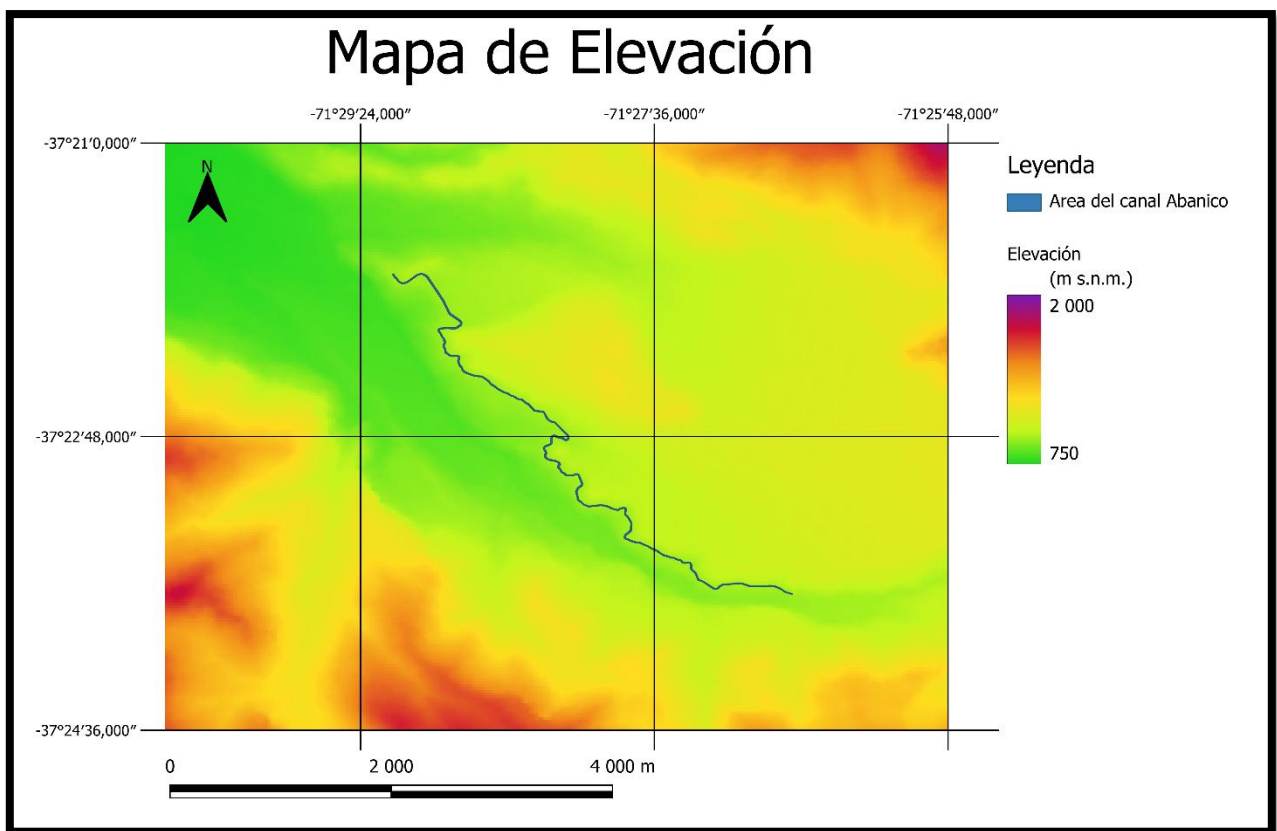 Mapa de Elevación
-71°29′24,000″ -71°27′36,000″ -71°25′48,000″
-37°21′0,000″
N
Leyenda
Area del canal Abanico
Elevación
(m s.n.m.)
2 000
-37°22′48,000″
750
-37°24′36,000″
0 2 000 4 000 m